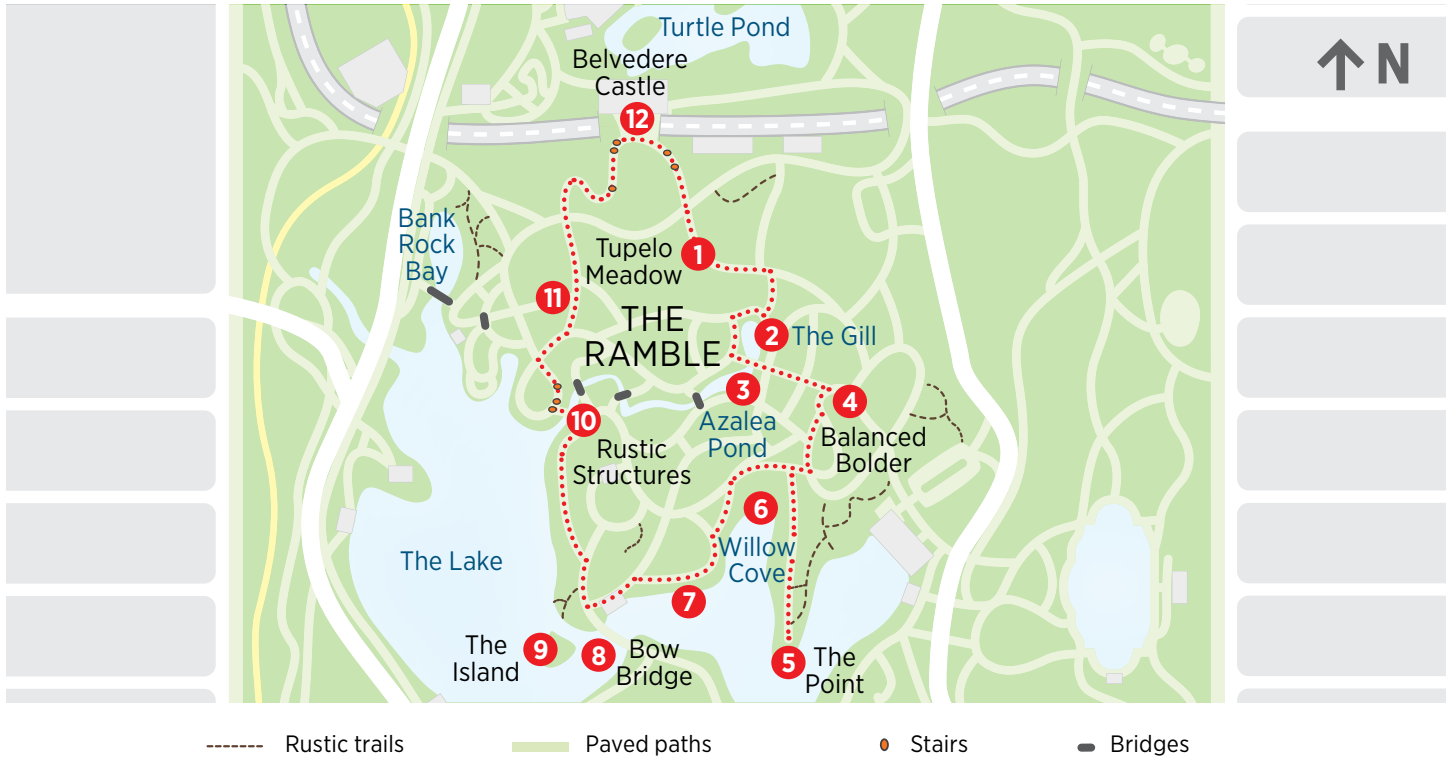 Turtle Pond
N
Belvedere
Castle
12
Bank
Rock
Bay
Tupelo
Meadow
1
11
THE
RAMBLE
2
The Gill
3
Azalea
Pond
4
Balanced
Bolder
10
Rustic
Structures
6
Willow
Cove
The Lake
7
The
Island
9
8
Bow
Bridge
5
The
Point
Rustic trails
Paved paths
Stairs
Bridges